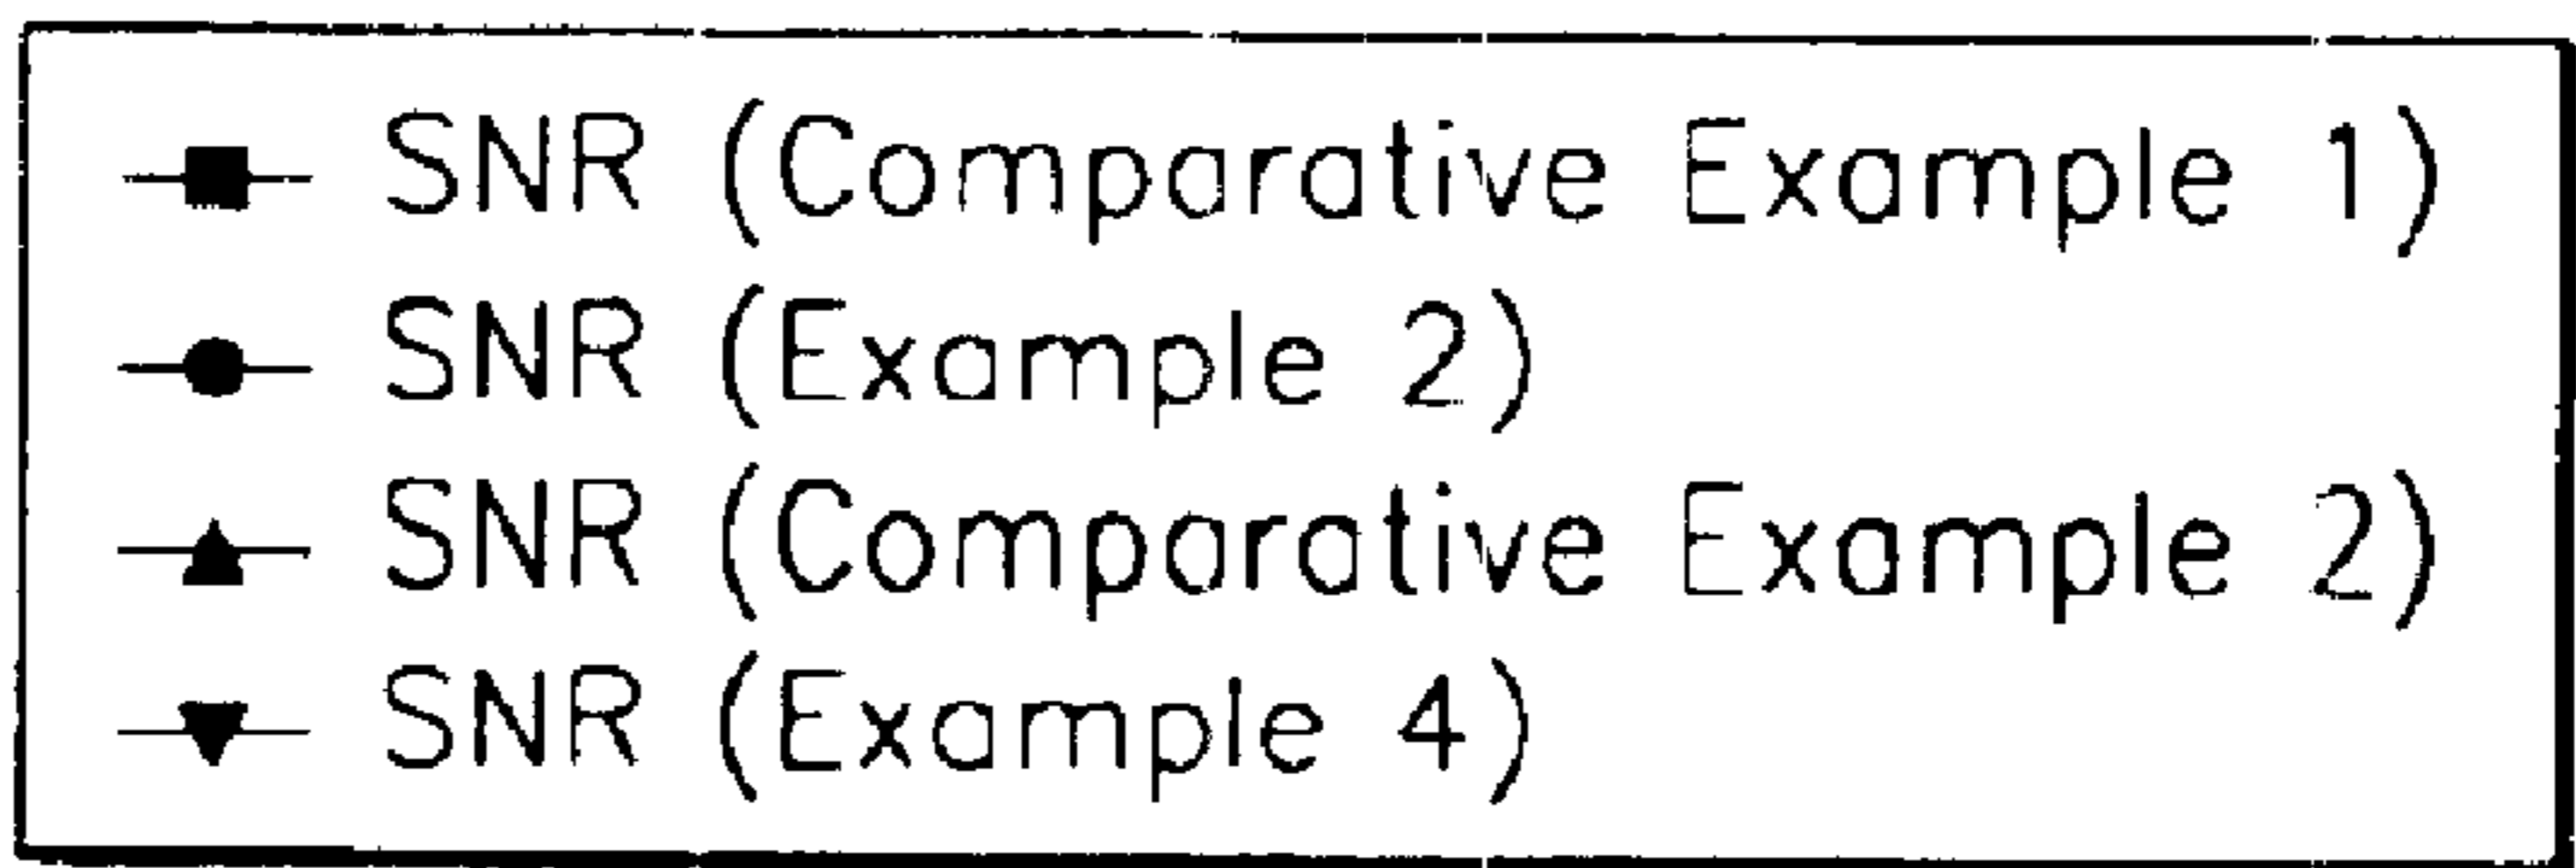 SNR (Comparative Example 1)
SNR (Example 2)
SNR (Comparative Example 2)
SNR (Example 4)